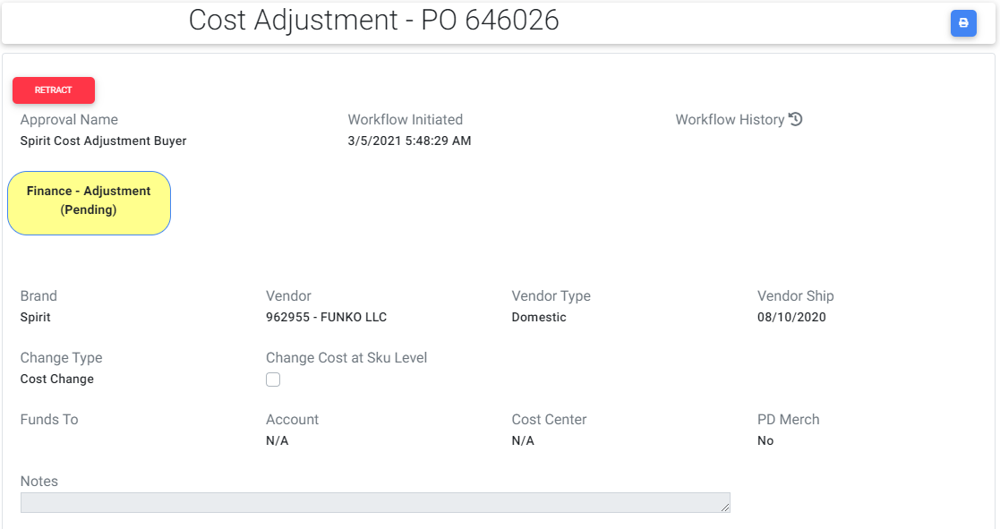 Cost Adjustment - PO 646026
RETRACT
Approval Name
Workflow Initiated
Workflow History
Spirit Cost Adjustment Buyer
3/5/2021 5:48:29 AM
Finance - Adjustment
(Pending)
Brand
Vendor
Vendor Type
Vendor Ship
Spirit
962955 - FUNKO LLC
Domestic
08/10/2020
Change Type
Change Cost at Sku Level
Cost Change
Funds To
Account
Cost Center
PD Merch
N/A
N/A
No
Notes